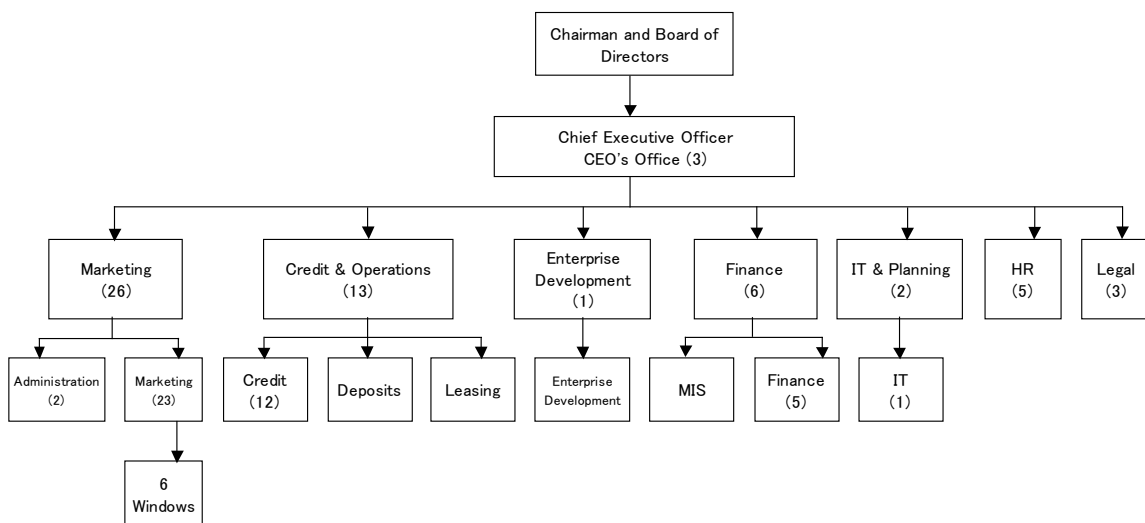 Chairman and Board of
Directors
Chief Executive Officer
CEO's Office (3)
Marketing
(26)
Credit & Operations
(13)
Enterprise
Development
(1)
Finance
(6)
IT & Planning
(2)
HR
(5)
Legal
(3)
Administration
(2)
Marketing
(23)
Credit
(12)
Deposits
Leasing
Enterprise
Development
MIS
Finance
(5)
IT
(1)
6
Windows